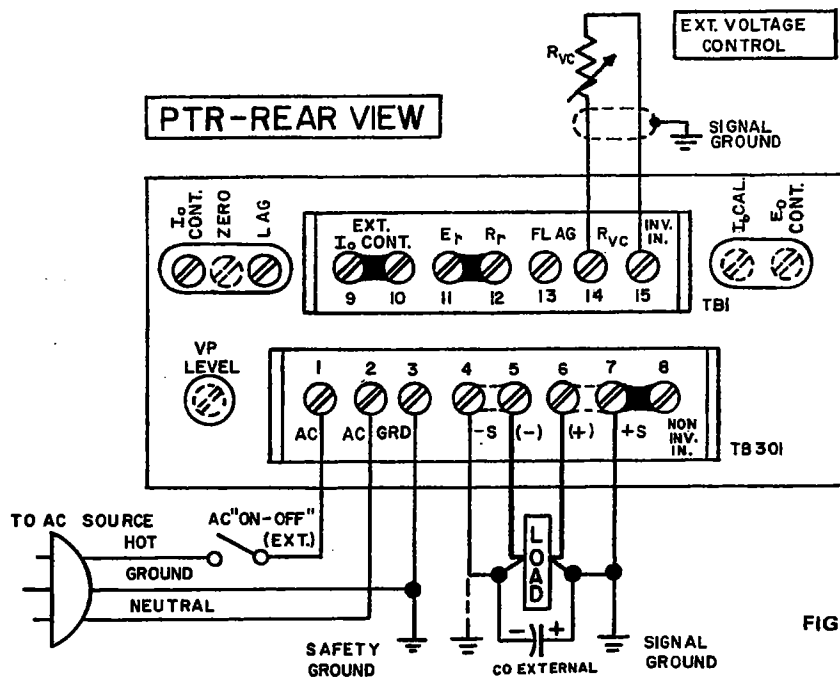 EXT. VOLTAGE
CONTROL
RVC
PTR-REAR VIEW
SIGNAL
GROUND
Io
CONT.
ZERO
LAG
EXT.
Io CONT.
Er
Rr
FLAG
RVC
INV.
IN.
Io CAL.
Eo
CONT.
9 10 11 12 13 14 15
TB1
VP
LEVEL
1 2 3 4 5 6 7 8
AC
AC
GRD
-S
(-)
(+)
+S
NON
INV.
IN.
TB301
TO AC SOURCE
AC "ON-OFF"
(EXT.)
HOT
GROUND
NEUTRAL
LOAD
- +
SAFETY
GROUND
CO EXTERNAL
SIGNAL
GROUND
FIG